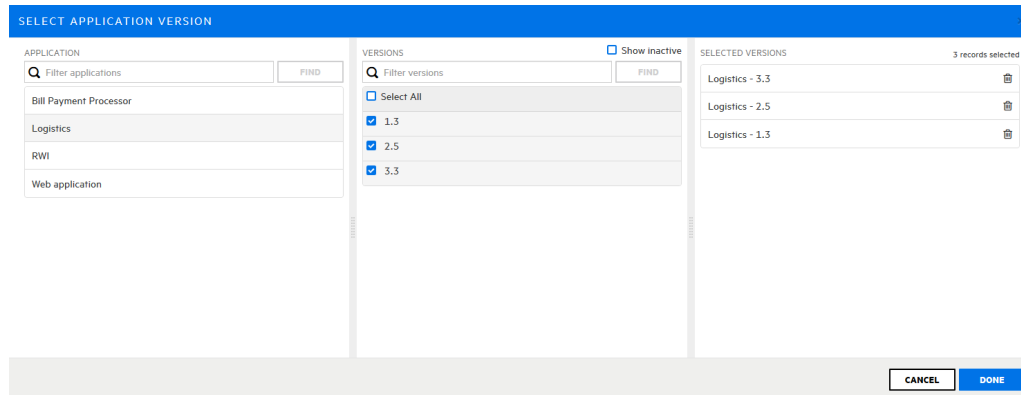 SELECT APPLICATION VERSION
APPLICATION
Filter applications FIND
Bill Payment Processor
Logistics
RWI
Web application
VERSIONS Show inactive
Filter versions FIND
Select All
1.3
2.5
3.3
SELECTED VERSIONS 3 records selected
Logistics - 3.3
Logistics - 2.5
Logistics - 1.3
CANCEL DONE